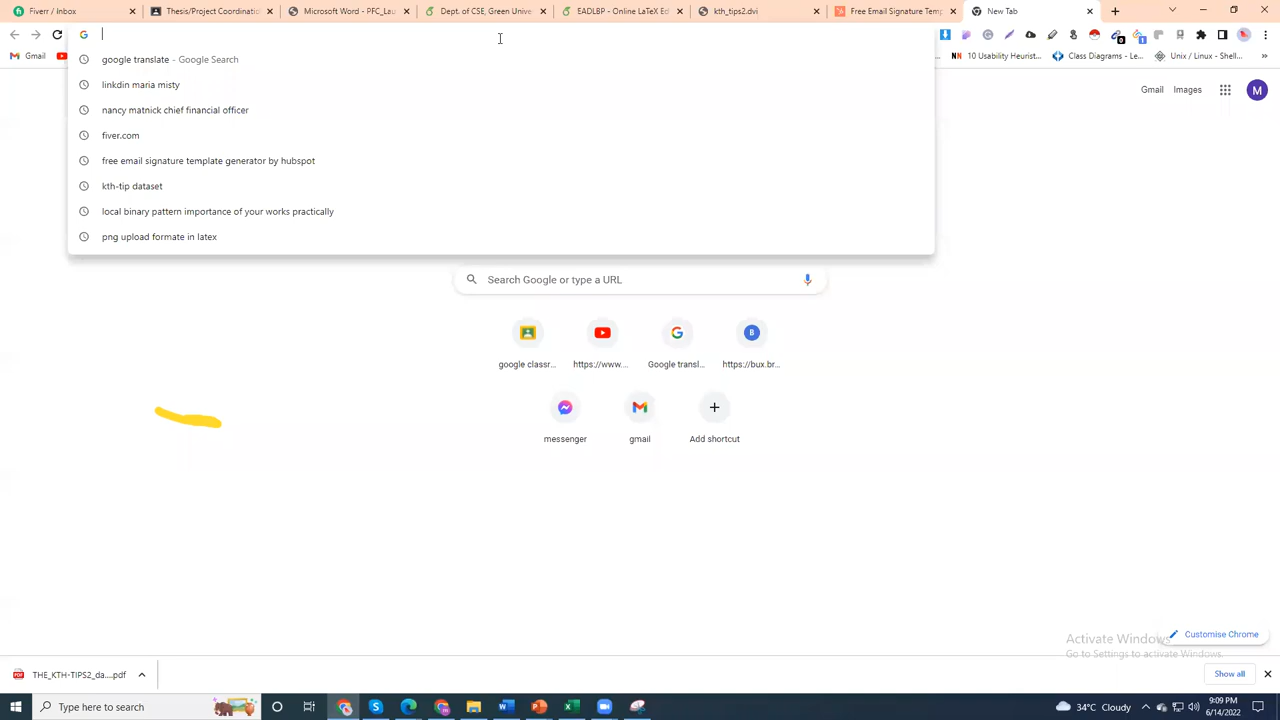 Fiverr / Inbox
Thesis/Project Coordinatio
Microsoft Word - PFC_Lau
Dept. of CSE, Green Unive
EADLBP - Online LaTeX Ed
kth_tips2.dvi
Free Email Signature Temp
New Tab
google translate - Google Search
linkdin maria misty
nancy matnick chief financial officer
fiver.com
free email signature template generator by hubspot
kth-tip dataset
local binary pattern importance of your works practically
png upload formate in latex
Gmail
10 Usability Heurist...
Class Diagrams - Le...
Unix / Linux - Shell...
Gmail Images
M
Search Google or type a URL
google classr...
https://www....
Google transl...
B
https://bux.br...
messenger
gmail
Add shortcut
Activate Windows
Go to Settings to activate Windows.
Customise Chrome
THE_KTH-TIPS2_da....pdf
Show all
Type here to search
34°C Cloudy
9:09 PM
6/14/2022